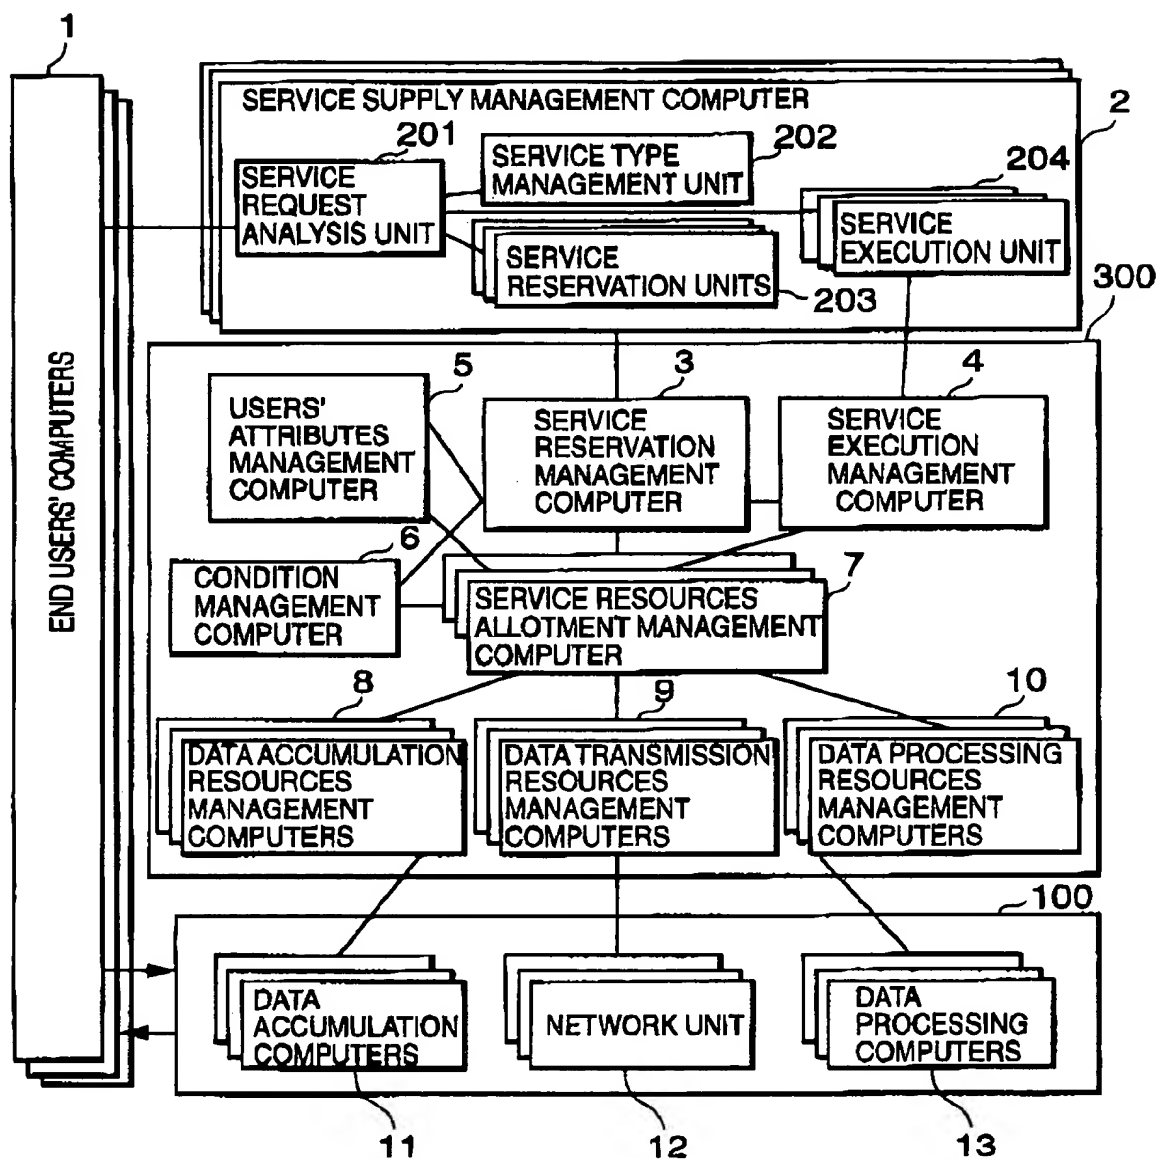 1
SERVICE SUPPLY MANAGEMENT COMPUTER
2
201
SERVICE
REQUEST
ANALYSIS UNIT
SERVICE TYPE
MANAGEMENT UNIT
202
204
SERVICE
EXECUTION UNIT
SERVICE
RESERVATION UNITS
203
300
END USERS' COMPUTERS
5
USERS'
ATTRIBUTES
MANAGEMENT
COMPUTER
3
SERVICE
RESERVATION
MANAGEMENT
COMPUTER
4
SERVICE
EXECUTION
MANAGEMENT
COMPUTER
6
CONDITION
MANAGEMENT
COMPUTER
7
SERVICE RESOURCES
ALLOTMENT MANAGEMENT
COMPUTER
8
DATA ACCUMULATION
RESOURCES
MANAGEMENT
COMPUTERS
9
DATA TRANSMISSION
RESOURCES
MANAGEMENT
COMPUTERS
10
DATA PROCESSING
RESOURCES
MANAGEMENT
COMPUTERS
100
DATA
ACCUMULATION
COMPUTERS
NETWORK UNIT
DATA
PROCESSING
COMPUTERS
11
12
13